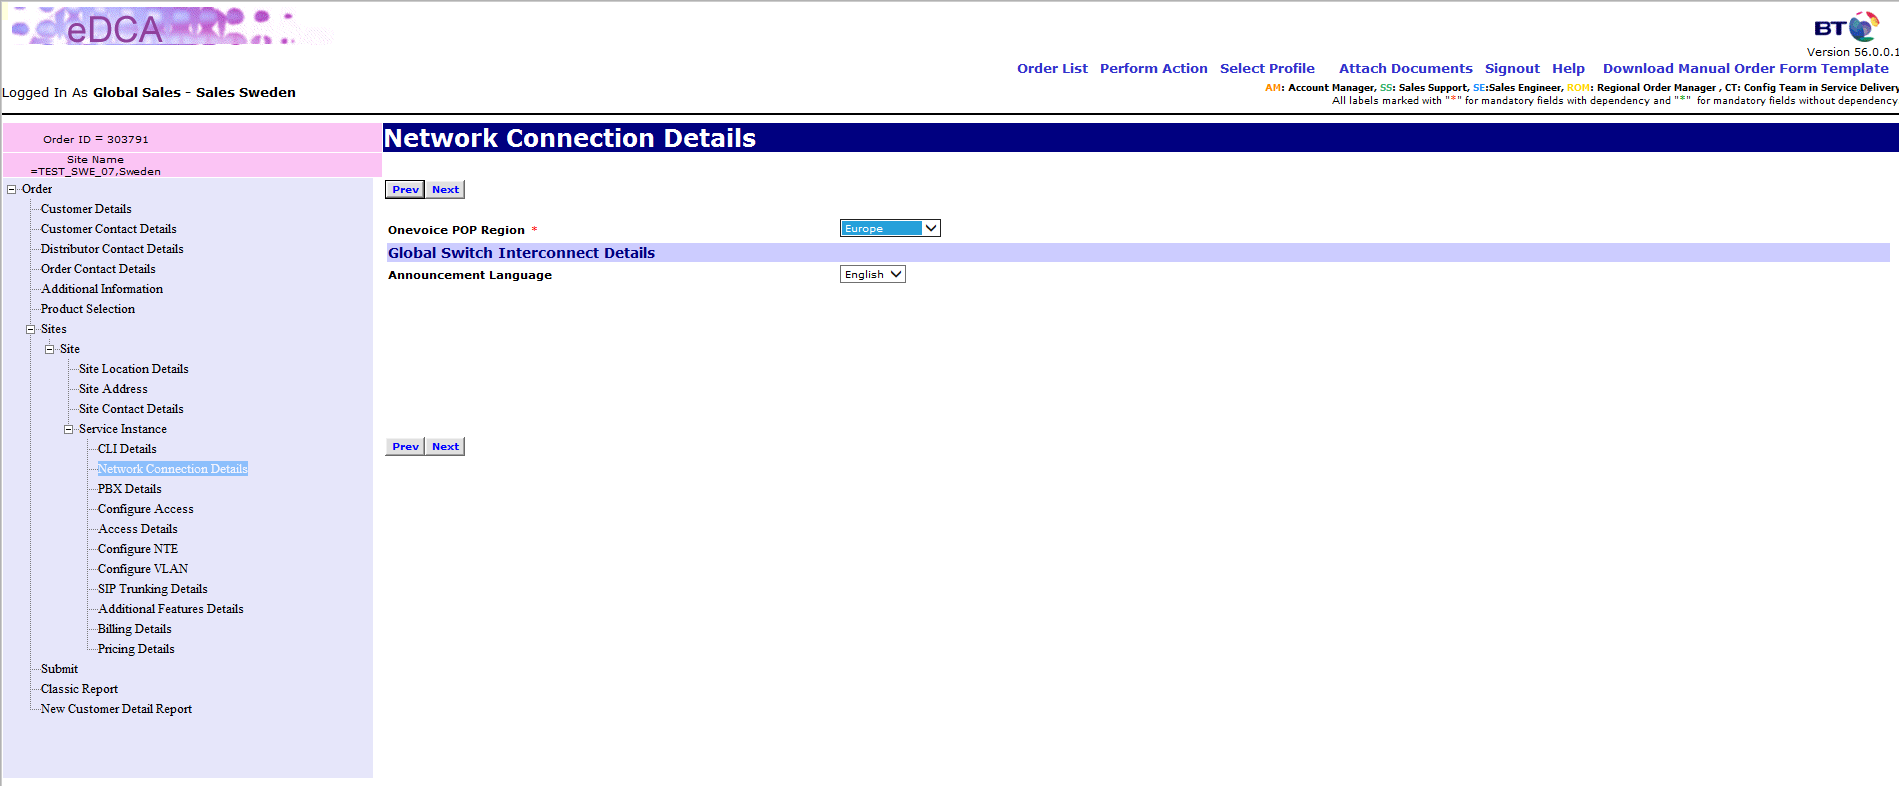 eDCA
BT
Version 56.0.0.1
Order List Perform Action Select Profile Attach Documents Signout Help Download Manual Order Form Template
Logged In As Global Sales - Sales Sweden
AM: Account Manager, SS: Sales Support, SE:Sales Engineer, ROM: Regional Order Manager , CT: Config Team in Service Delivery
All labels marked with "*" for mandatory fields with dependency and "*" for mandatory fields without dependency
Order ID = 303791
Site Name
=TEST_SWE_07,Sweden
Network Connection Details
Order
Customer Details
Customer Contact Details
Distributor Contact Details
Order Contact Details
Additional Information
Product Selection
Sites
Site
Site Location Details
Site Address
Site Contact Details
Service Instance
CLI Details
Network Connection Details
PBX Details
Configure Access
Access Details
Configure NTE
Configure VLAN
SIP Trunking Details
Additional Features Details
Billing Details
Pricing Details
Submit
Classic Report
New Customer Detail Report
Prev Next
Onevoice POP Region * Europe
Global Switch Interconnect Details
Announcement Language English
Prev Next